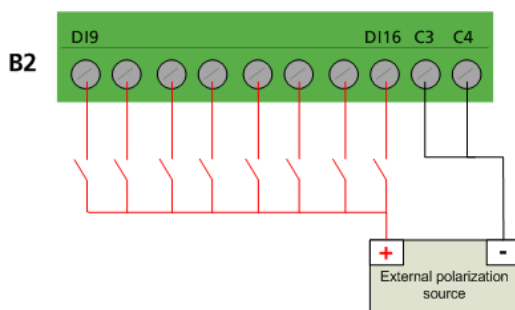 DI9 DI16 C3 C4
B2
+ -
External polarization
source